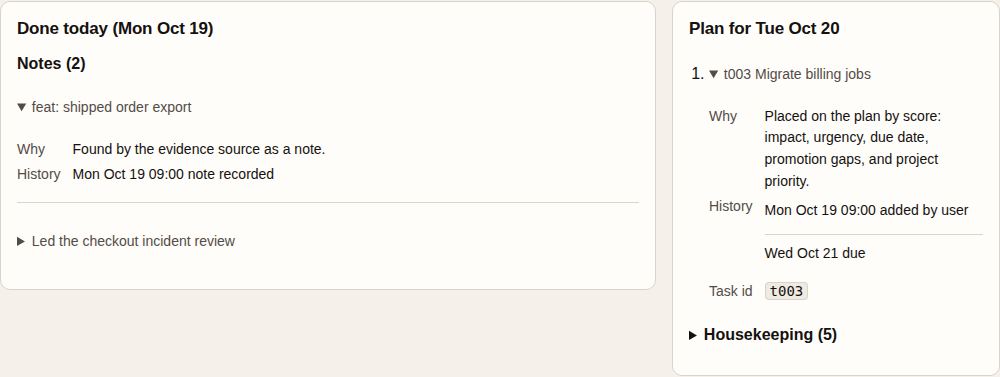 Done today (Mon Oct 19)
Notes (2)
feat: shipped order export
Why Found by the evidence source as a note.
History Mon Oct 19 09:00 note recorded
Led the checkout incident review
Plan for Tue Oct 20
1. t003 Migrate billing jobs
Why Placed on the plan by score:
impact, urgency, due date,
promotion gaps, and project
priority.
History Mon Oct 19 09:00 added by user
Wed Oct 21 due
Task id t003
Housekeeping (5)